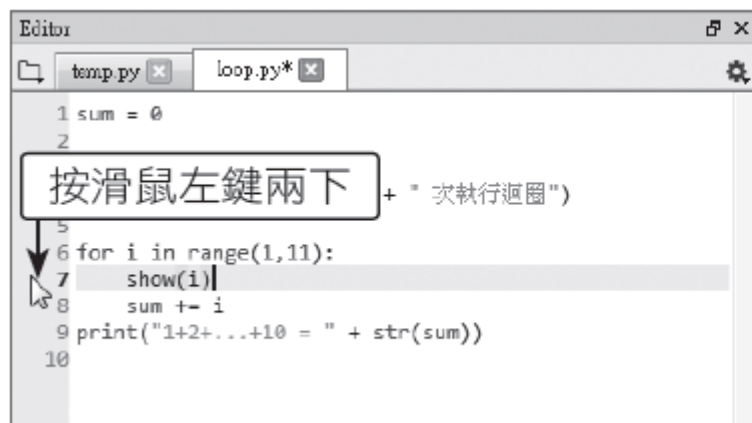 Editor
temp.py loop.py*
1 sum = 0
2
按滑鼠左鍵兩下
+ " 次執行迴圈")
5
6 for i in range(1,11):
7 show(i)
8 sum += i
9 print("1+2+...+10 = " + str(sum))
10